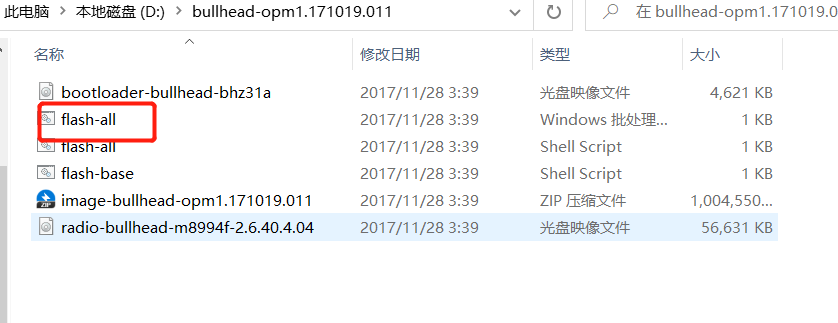 此电脑 › 本地磁盘 (D:) › bullhead-opm1.171019.011 在 bullhead-opm1.171019.01
名称 修改日期 类型 大小
bootloader-bullhead-bhz31a 2017/11/28 3:39 光盘映像文件 4,621 KB
flash-all 2017/11/28 3:39 Windows 批处理... 1 KB
flash-all 2017/11/28 3:39 Shell Script 1 KB
flash-base 2017/11/28 3:39 Shell Script 1 KB
ZIP image-bullhead-opm1.171019.011 2017/11/28 3:39 ZIP 压缩文件 1,004,550... KB
radio-bullhead-m8994f-2.6.40.4.04 2017/11/28 3:39 光盘映像文件 56,631 KB